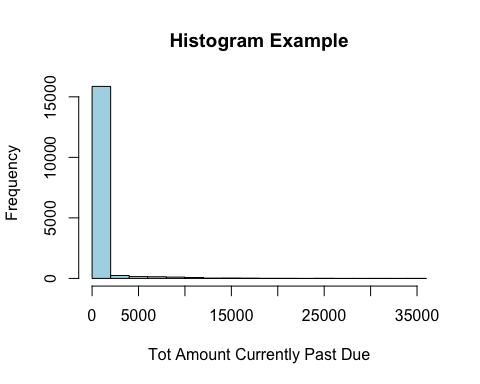 Histogram Example
Frequency
15000
10000
5000
0
0 5000 15000 25000 35000
Tot Amount Currently Past Due